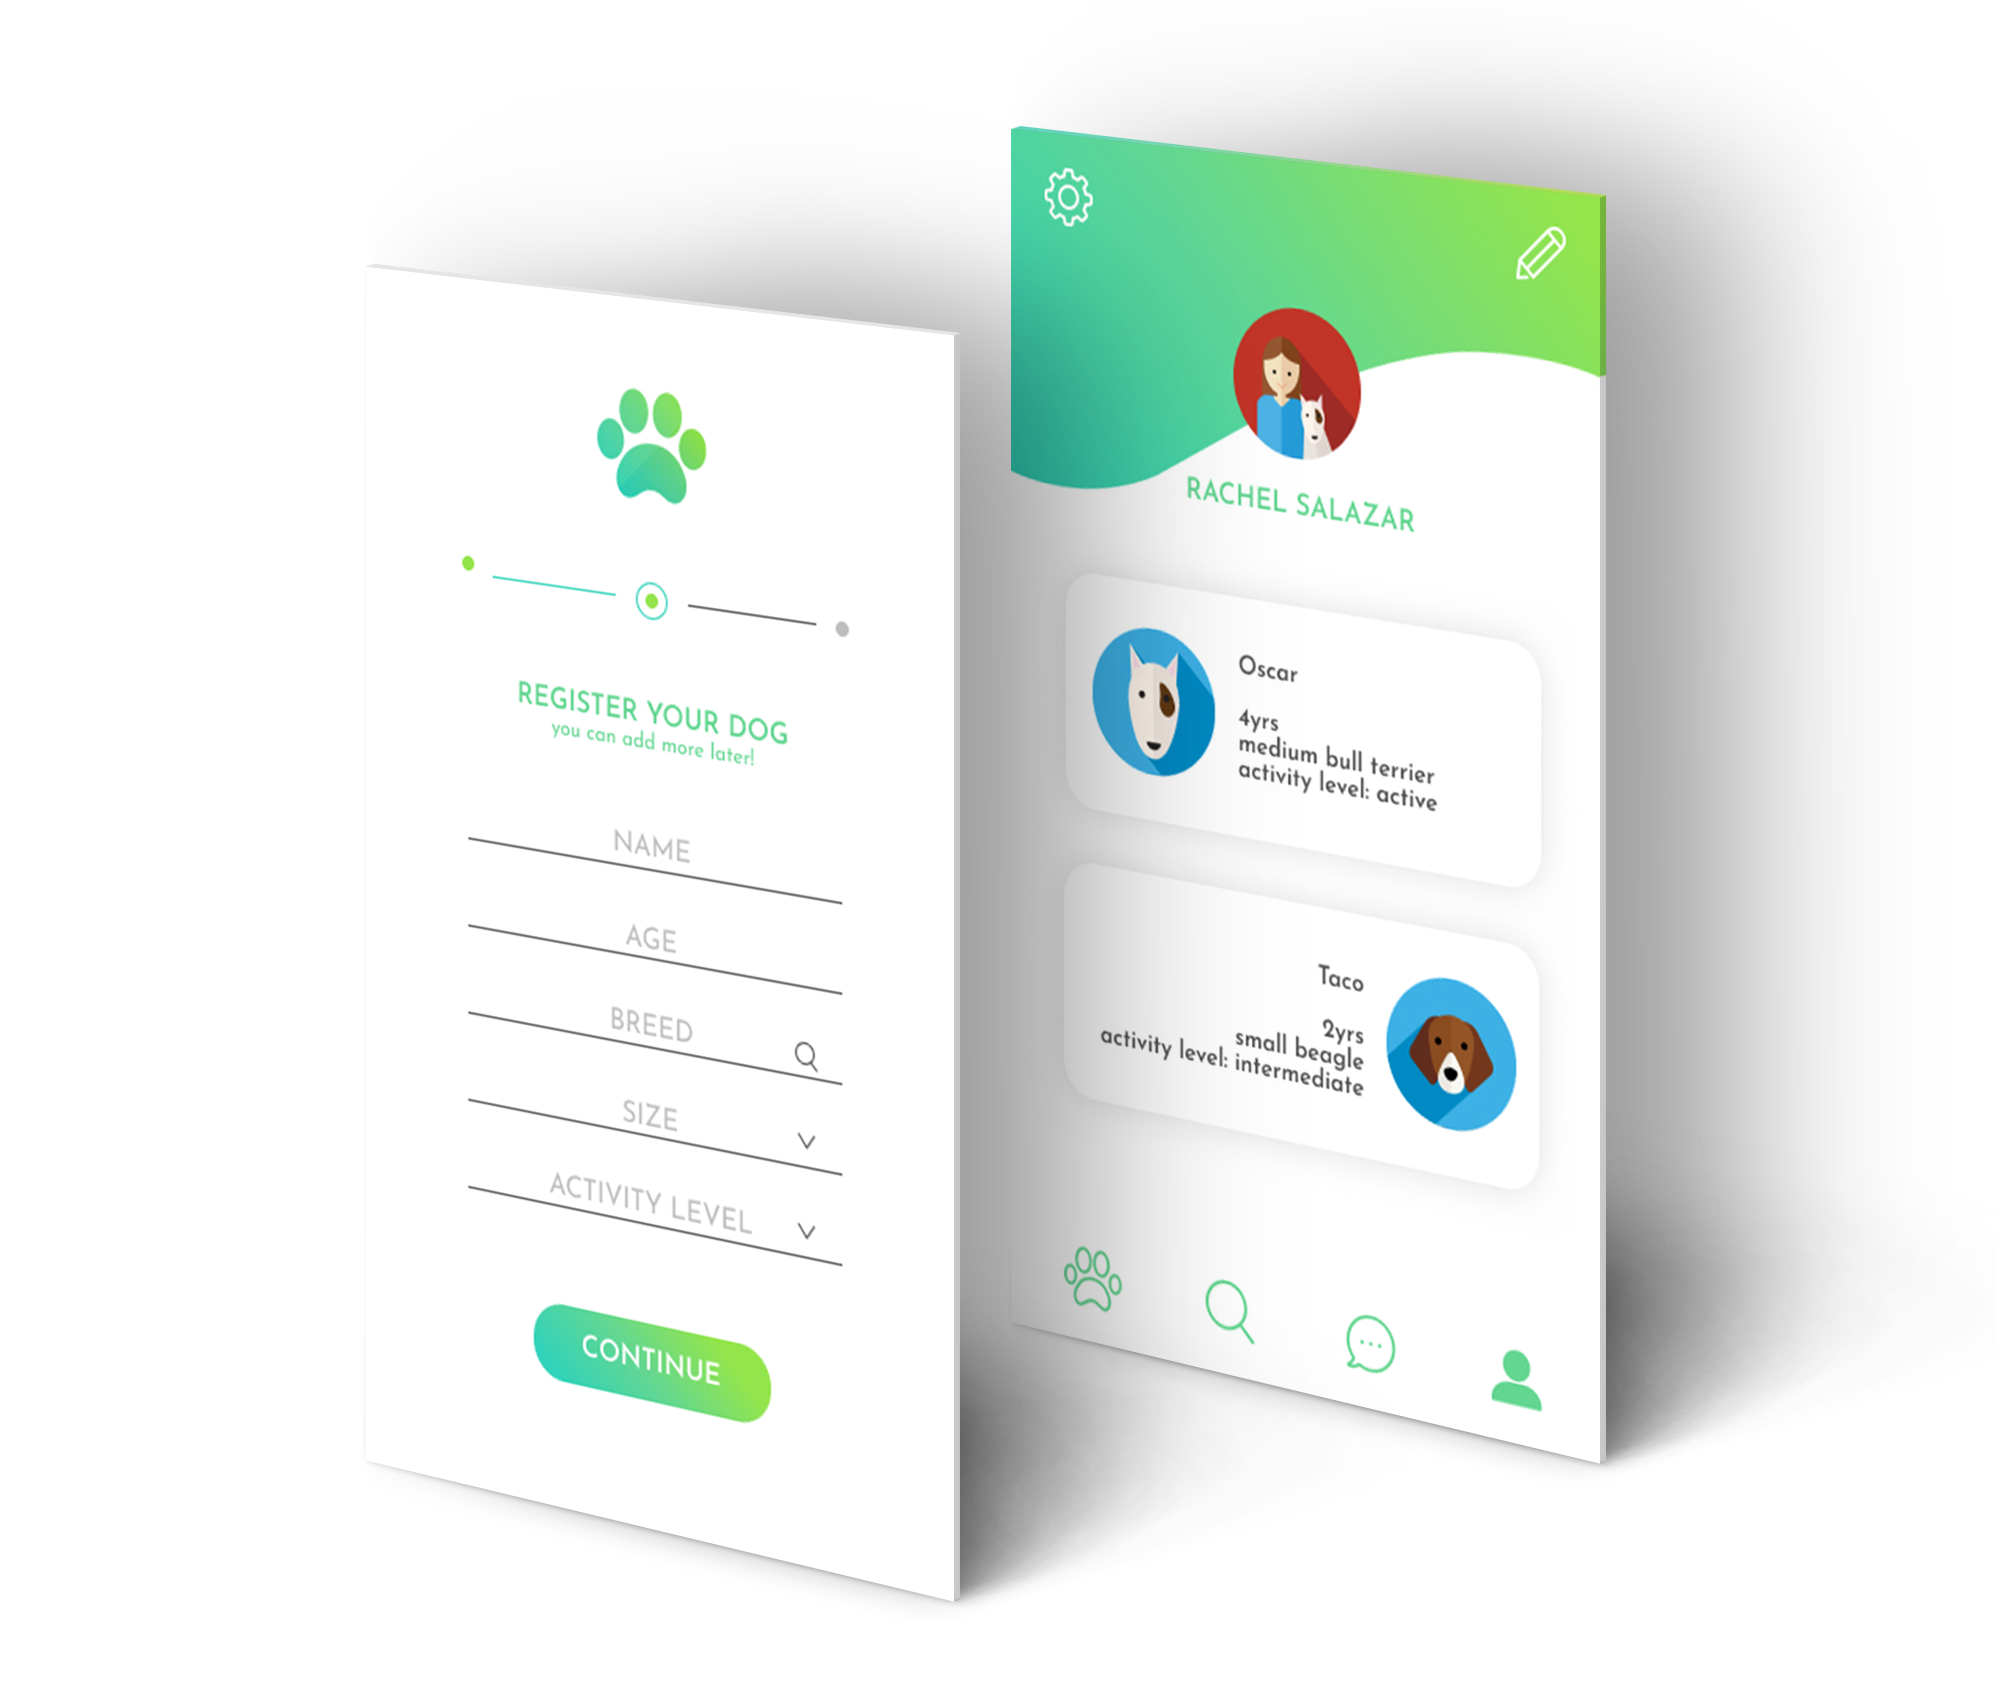 REGISTER YOUR DOG
you can add more later!
NAME
AGE
BREED
SIZE
ACTIVITY LEVEL
CONTINUE
RACHEL SALAZAR
Oscar
4yrs
medium bull terrier
activity level: active
Taco
2yrs
small beagle
activity level: intermediate